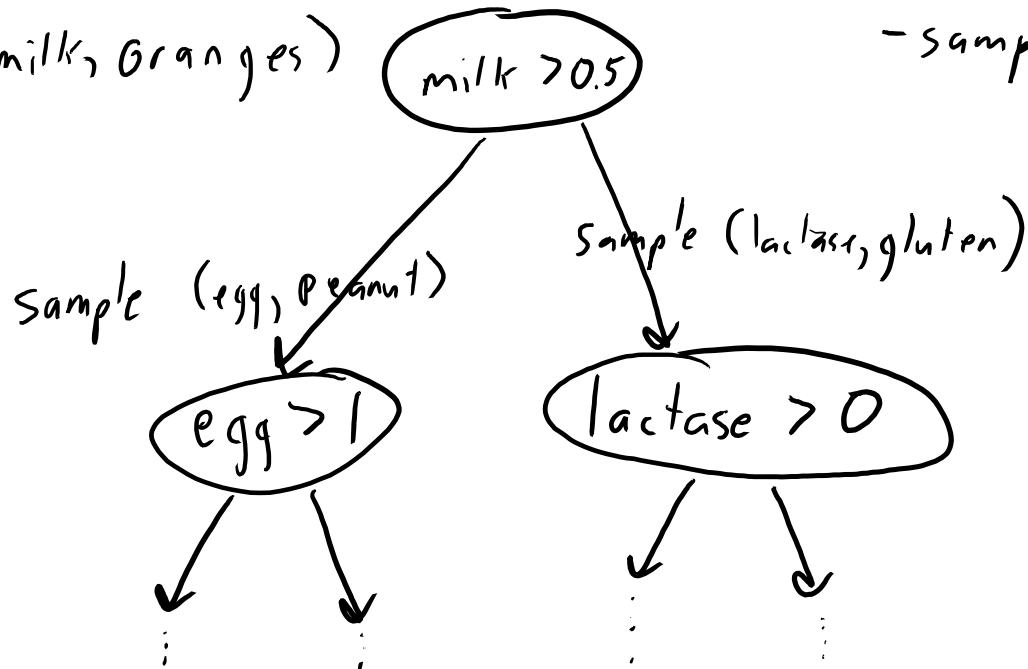 milk, oranges)
milk > 0.5
- samp
sample (lactase, gluten)
sample (egg, peanut)
egg > 1
lactase > 0